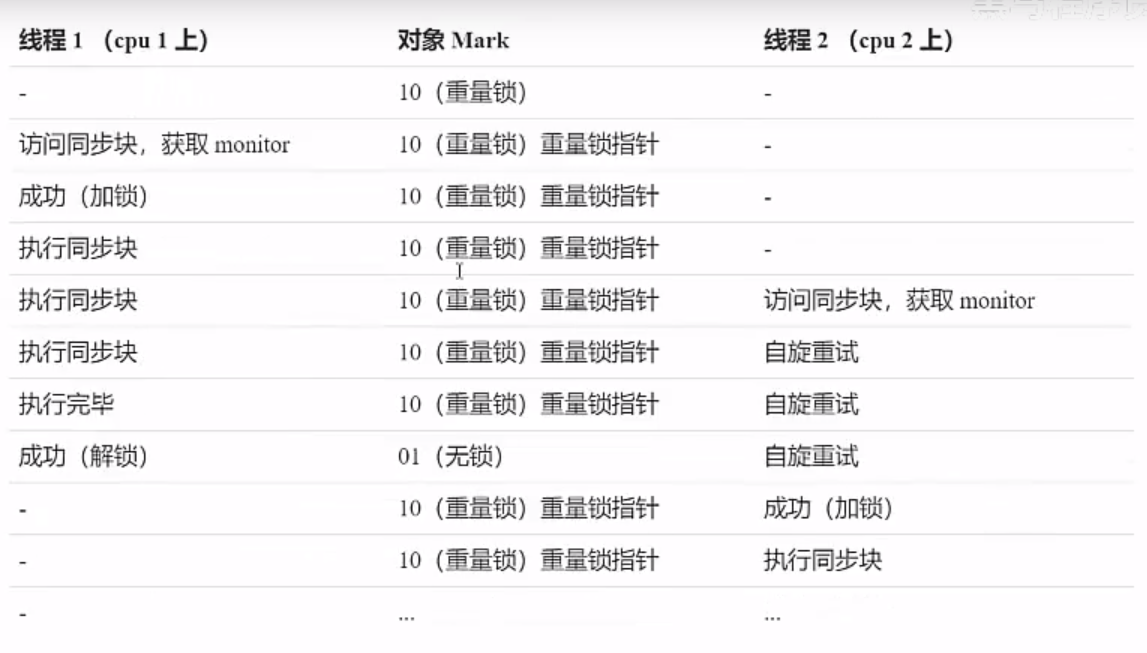 线程 1 （cpu 1 上） 对象 Mark 线程 2 （cpu 2 上）
- 10（重量锁） -
访问同步块，获取 monitor 10（重量锁）重量锁指针 -
成功（加锁） 10（重量锁）重量锁指针 -
执行同步块 10（重量锁）重量锁指针 -
执行同步块 10（重量锁）重量锁指针 访问同步块，获取 monitor
执行同步块 10（重量锁）重量锁指针 自旋重试
执行完毕 10（重量锁）重量锁指针 自旋重试
成功（解锁） 01（无锁） 自旋重试
- 10（重量锁）重量锁指针 成功（加锁）
- 10（重量锁）重量锁指针 执行同步块
- ... ...